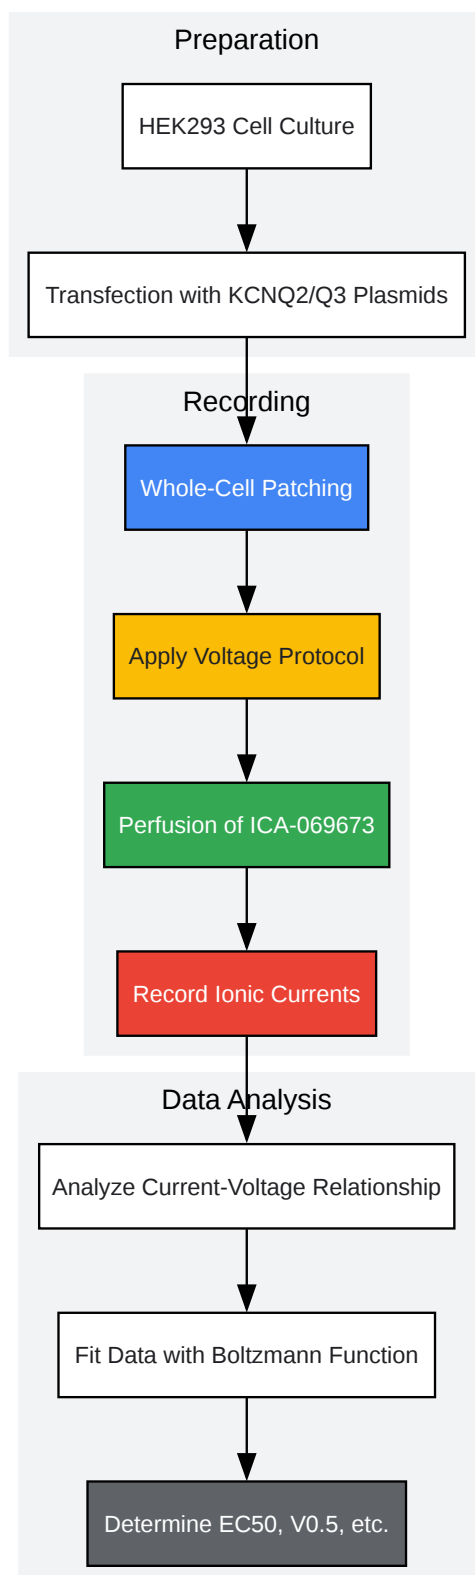 Preparation
HEK293 Cell Culture
Transfection with KCNQ2/Q3 Plasmids
Recording
Whole-Cell Patching
Apply Voltage Protocol
Perfusion of ICA-069673
Record Ionic Currents
Data Analysis
Analyze Current-Voltage Relationship
Fit Data with Boltzmann Function
Determine EC50, V0.5, etc.